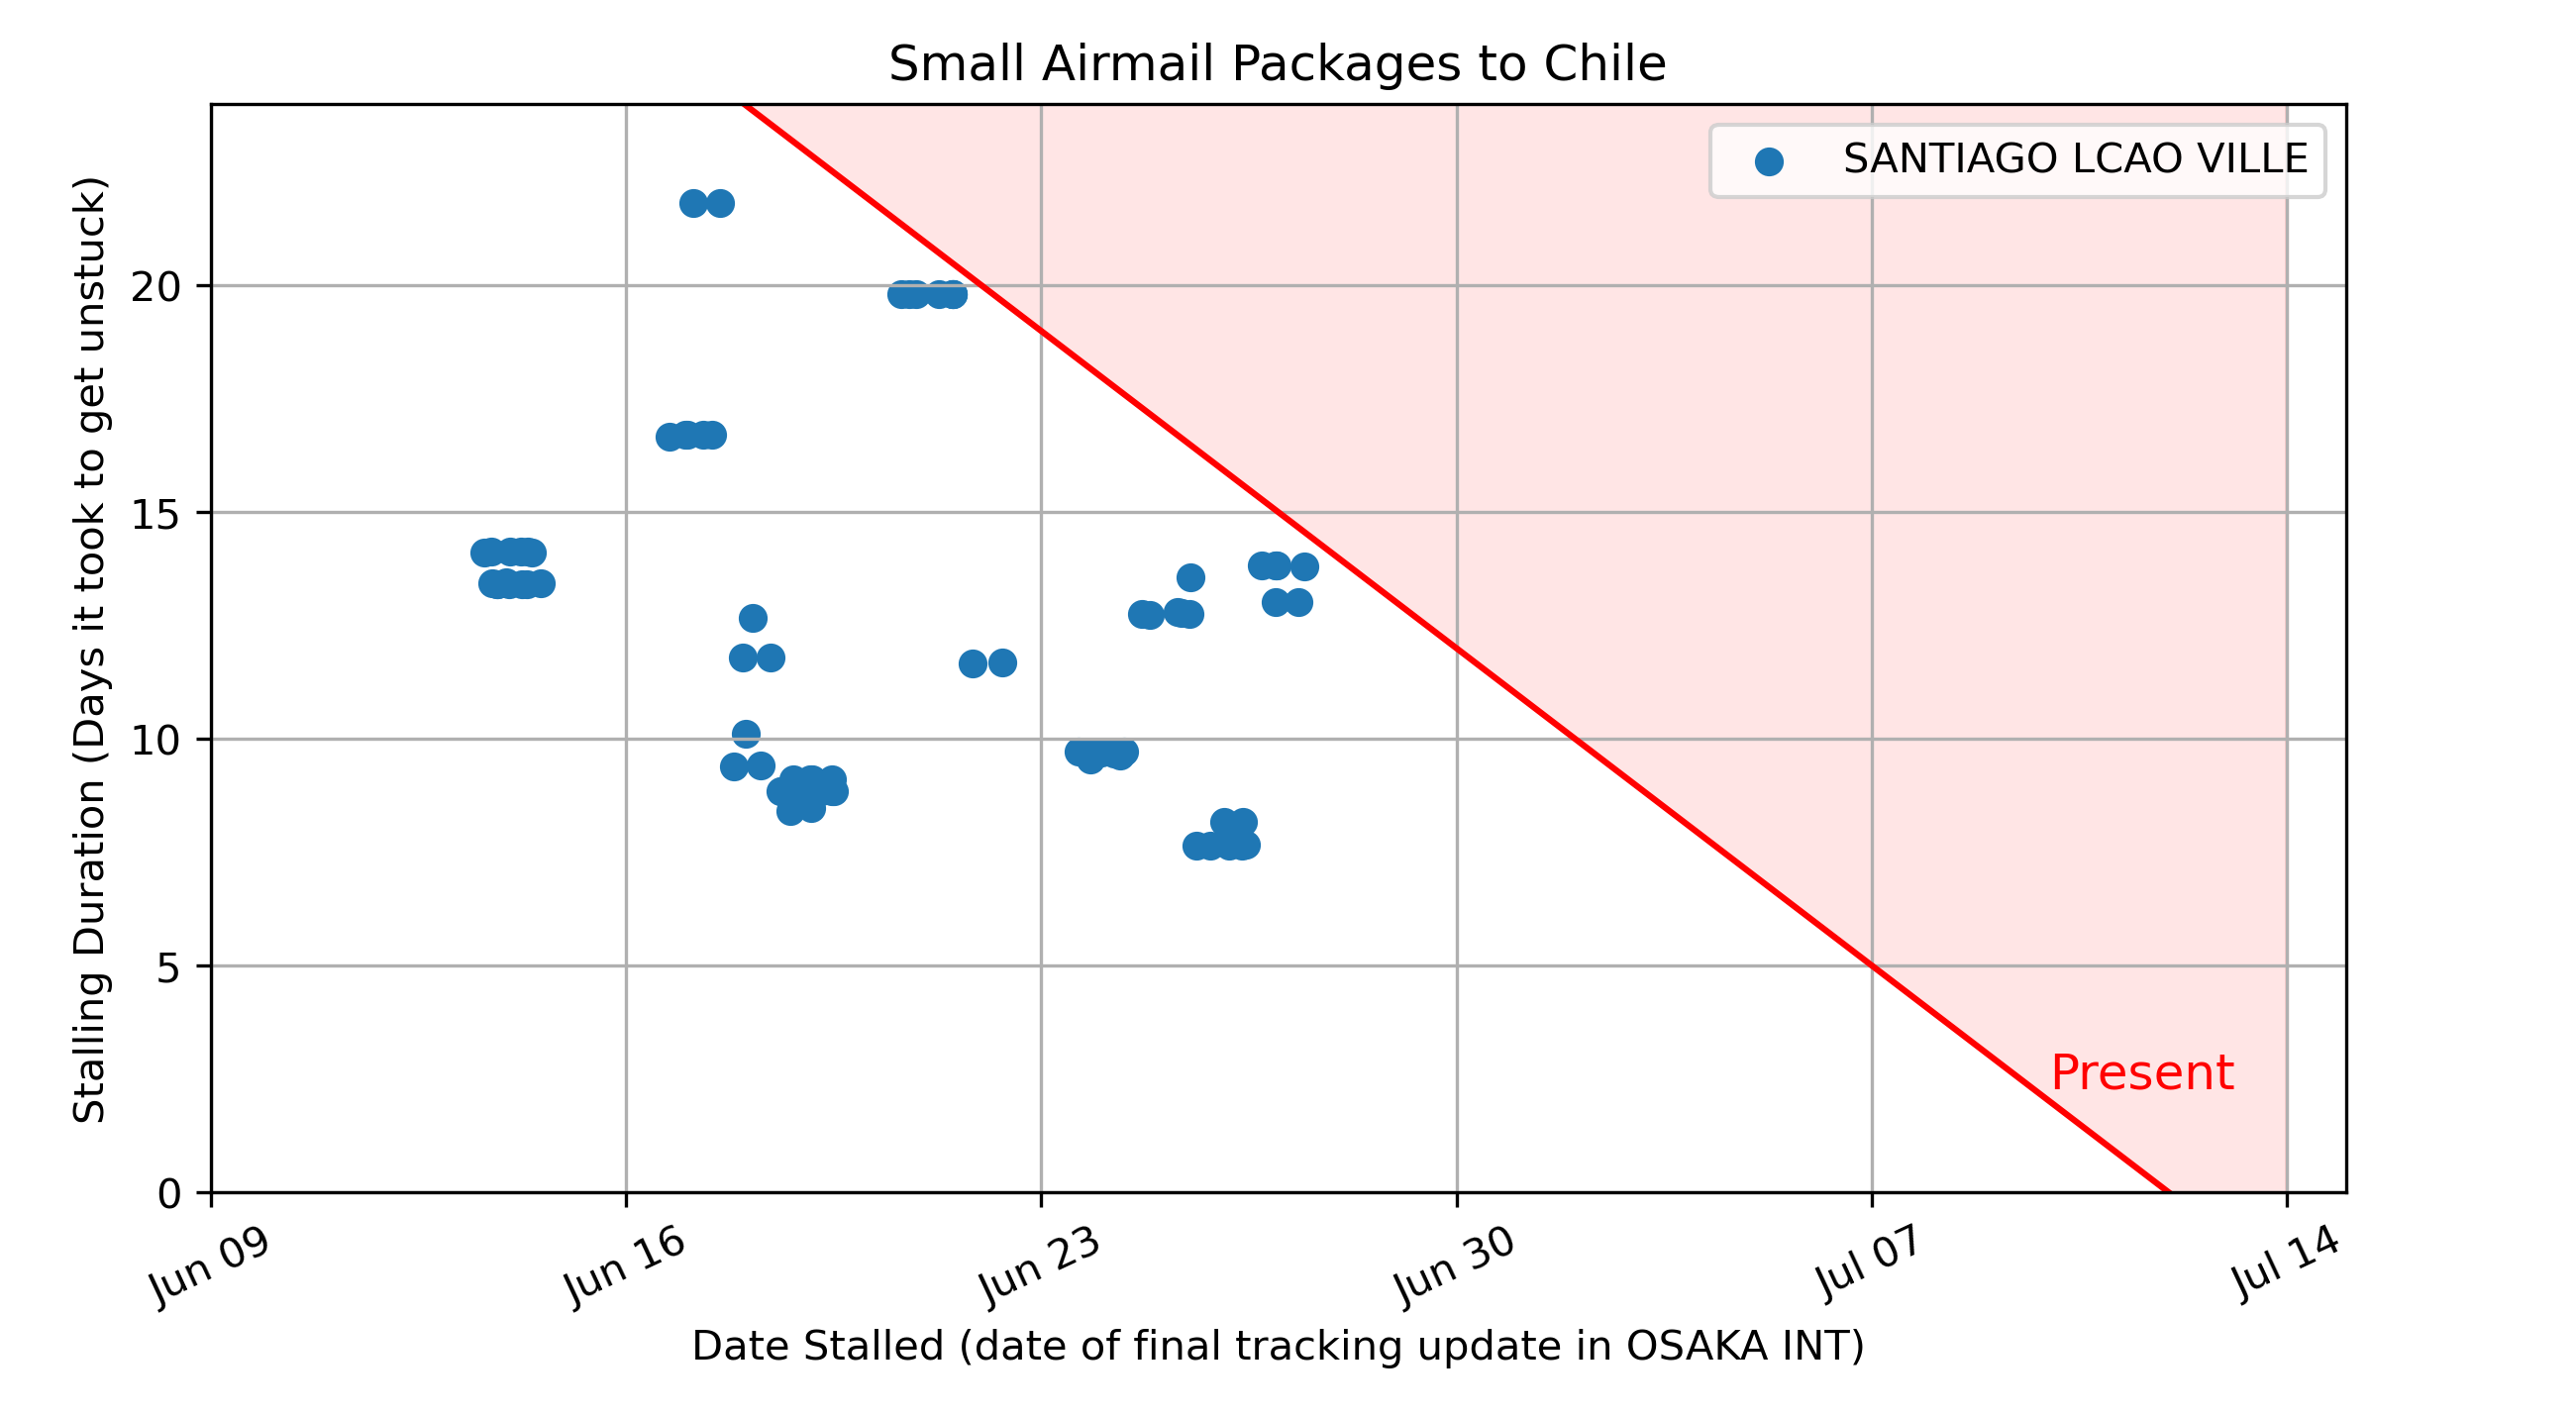 Small Airmail Packages to Chile
SANTIAGO LCAO VILLE
Stalling Duration (Days it took to get unstuck)
20
15
10
5
0
Present
Jun 09
Jun 16
Jun 23
Jun 30
Jul 07
Jul 14
Date Stalled (date of final tracking update in OSAKA INT)